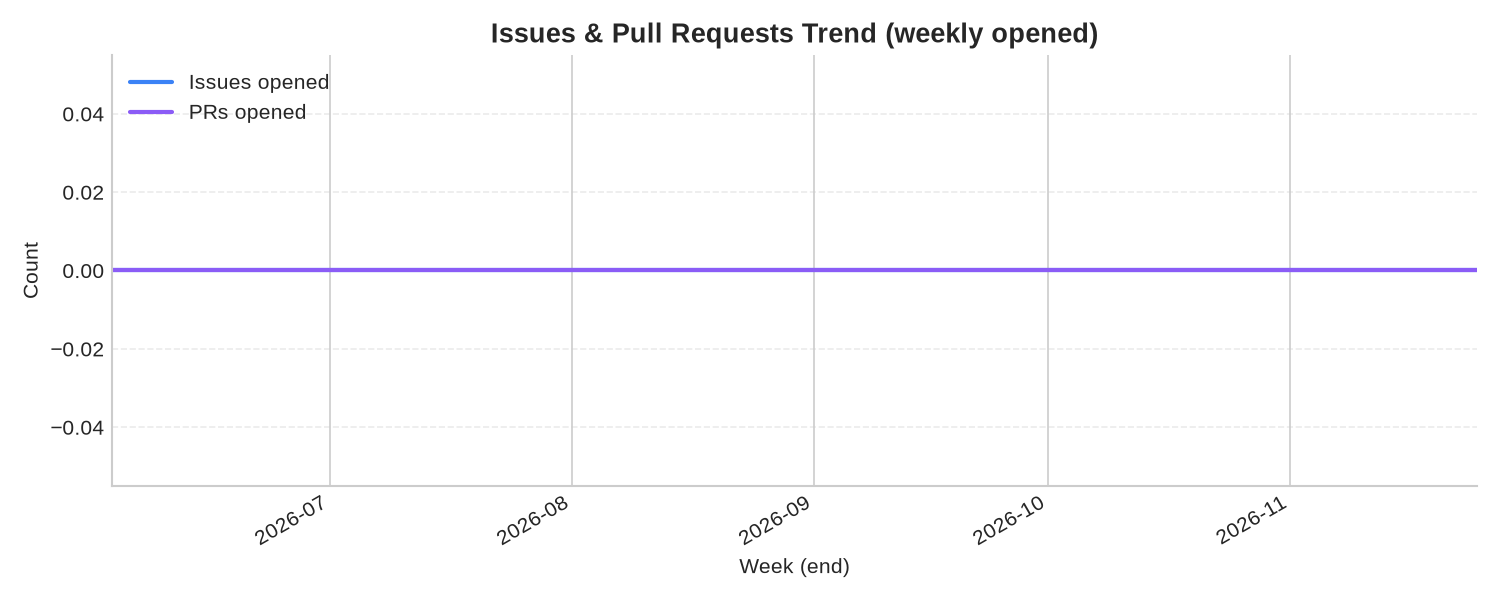 Issues & Pull Requests Trend (weekly opened)
Issues opened
PRs opened
0.04
0.02
0.00
−0.02
−0.04
Count
2026-07
2026-08
2026-09
2026-10
2026-11
Week (end)